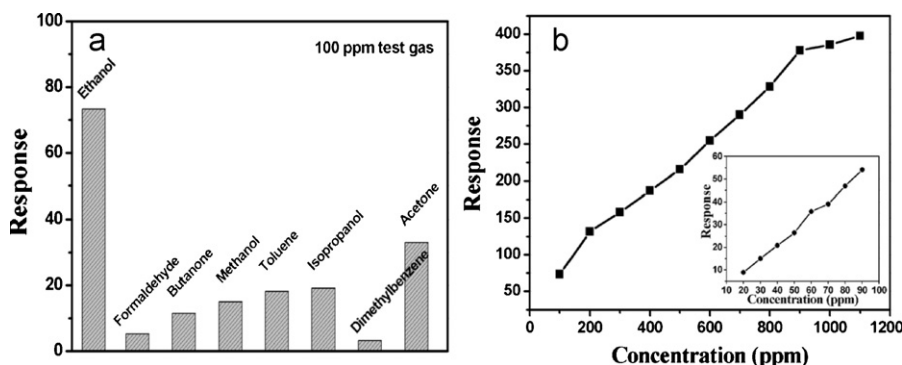 a
100 ppm test gas
Response
100
80
60
40
20
0
Ethanol
Formaldehyde
Butanone
Methanol
Toluene
Isopropanol
Dimethylbenzene
Acetone
b
Response
400
350
300
250
200
150
100
50
0 200 400 600 800 1000 1200
Concentration (ppm)
Response
60
50
40
30
20
10
10 20 30 40 50 60 70 80 90 100
Concentration (ppm)